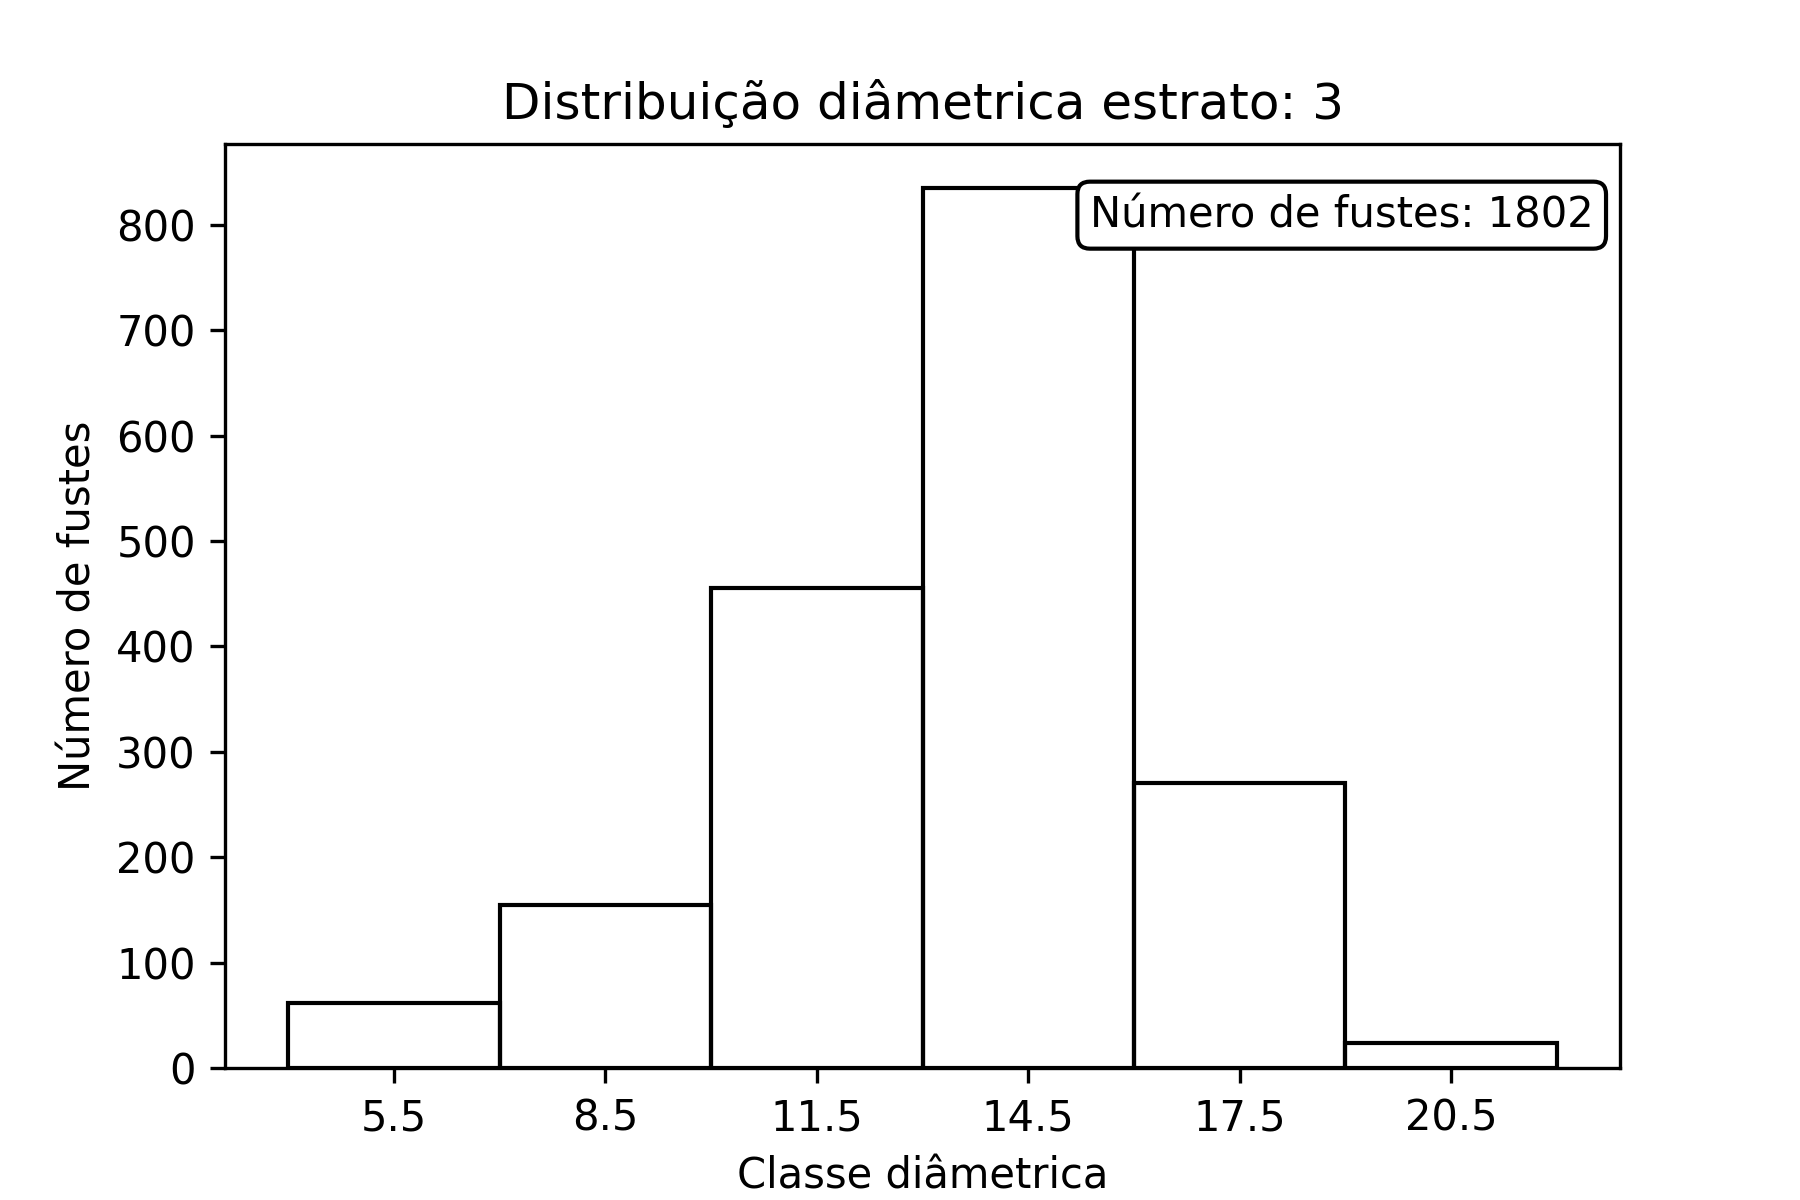 Distribuição diâmetrica estrato: 3
Número de fustes: 1802
Número de fustes
800
700
600
500
400
300
200
100
0
5.5 8.5 11.5 14.5 17.5 20.5
Classe diâmetrica